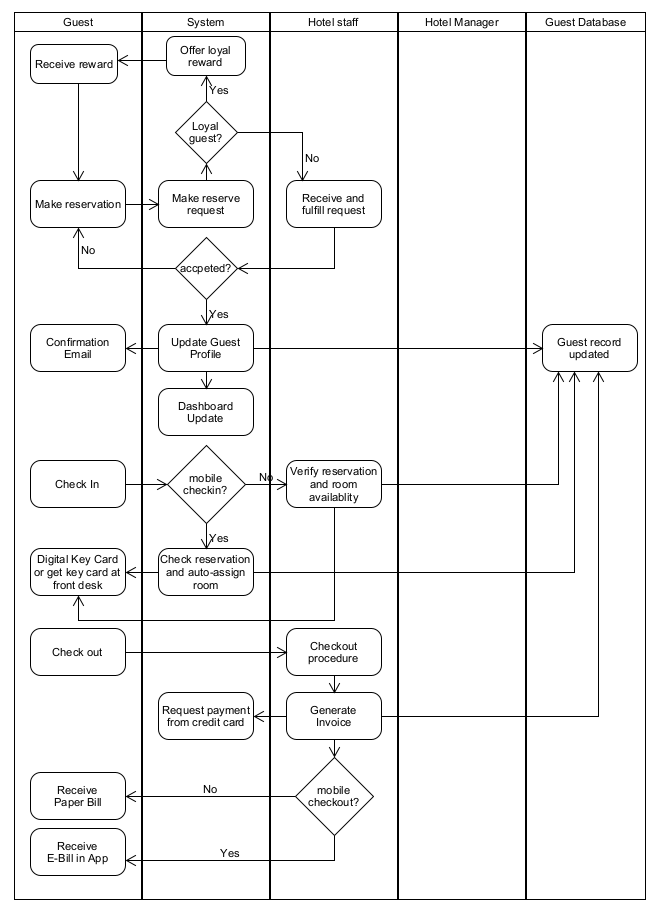 Guest
System
Hotel staff
Hotel Manager
Guest Database
Receive reward
Offer loyal
reward
Yes
Loyal
guest?
No
Make reservation
Make reserve
request
Receive and
fulfill request
No
accpeted?
Yes
Confirmation
Email
Update Guest
Profile
Guest record
updated
Dashboard
Update
Check In
mobile
checkin?
No
Verify reservation
and room
availablity
Yes
Digital Key Card
or get key card at
front desk
Check reservation
and auto-assign
room
Check out
Checkout
procedure
Request payment
from credit card
Generate
Invoice
Receive
Paper Bill
No
mobile
checkout?
Receive
E-Bill in App
Yes